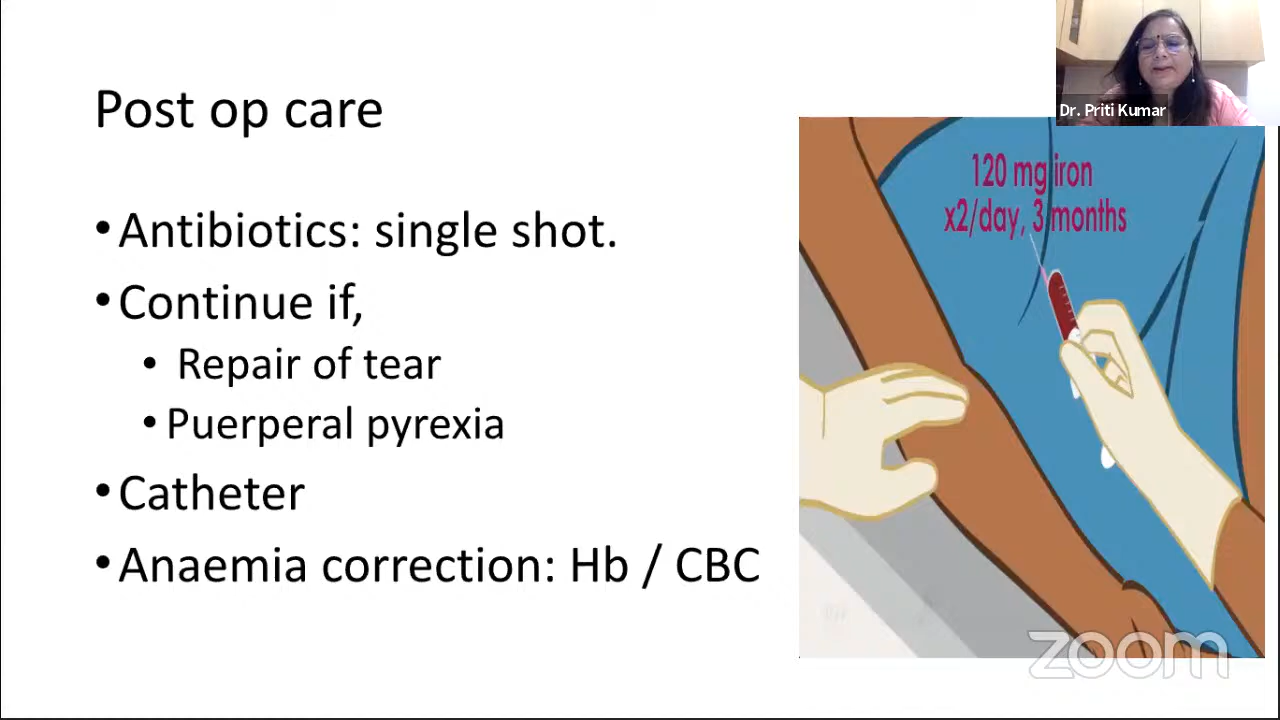 Post op care
Dr. Priti Kumar
120 mg iron
x2/day, 3 months
• Antibiotics: single shot.
• Continue if,
• Repair of tear
• Puerperal pyrexia
• Catheter
• Anaemia correction: Hb / CBC
zoom